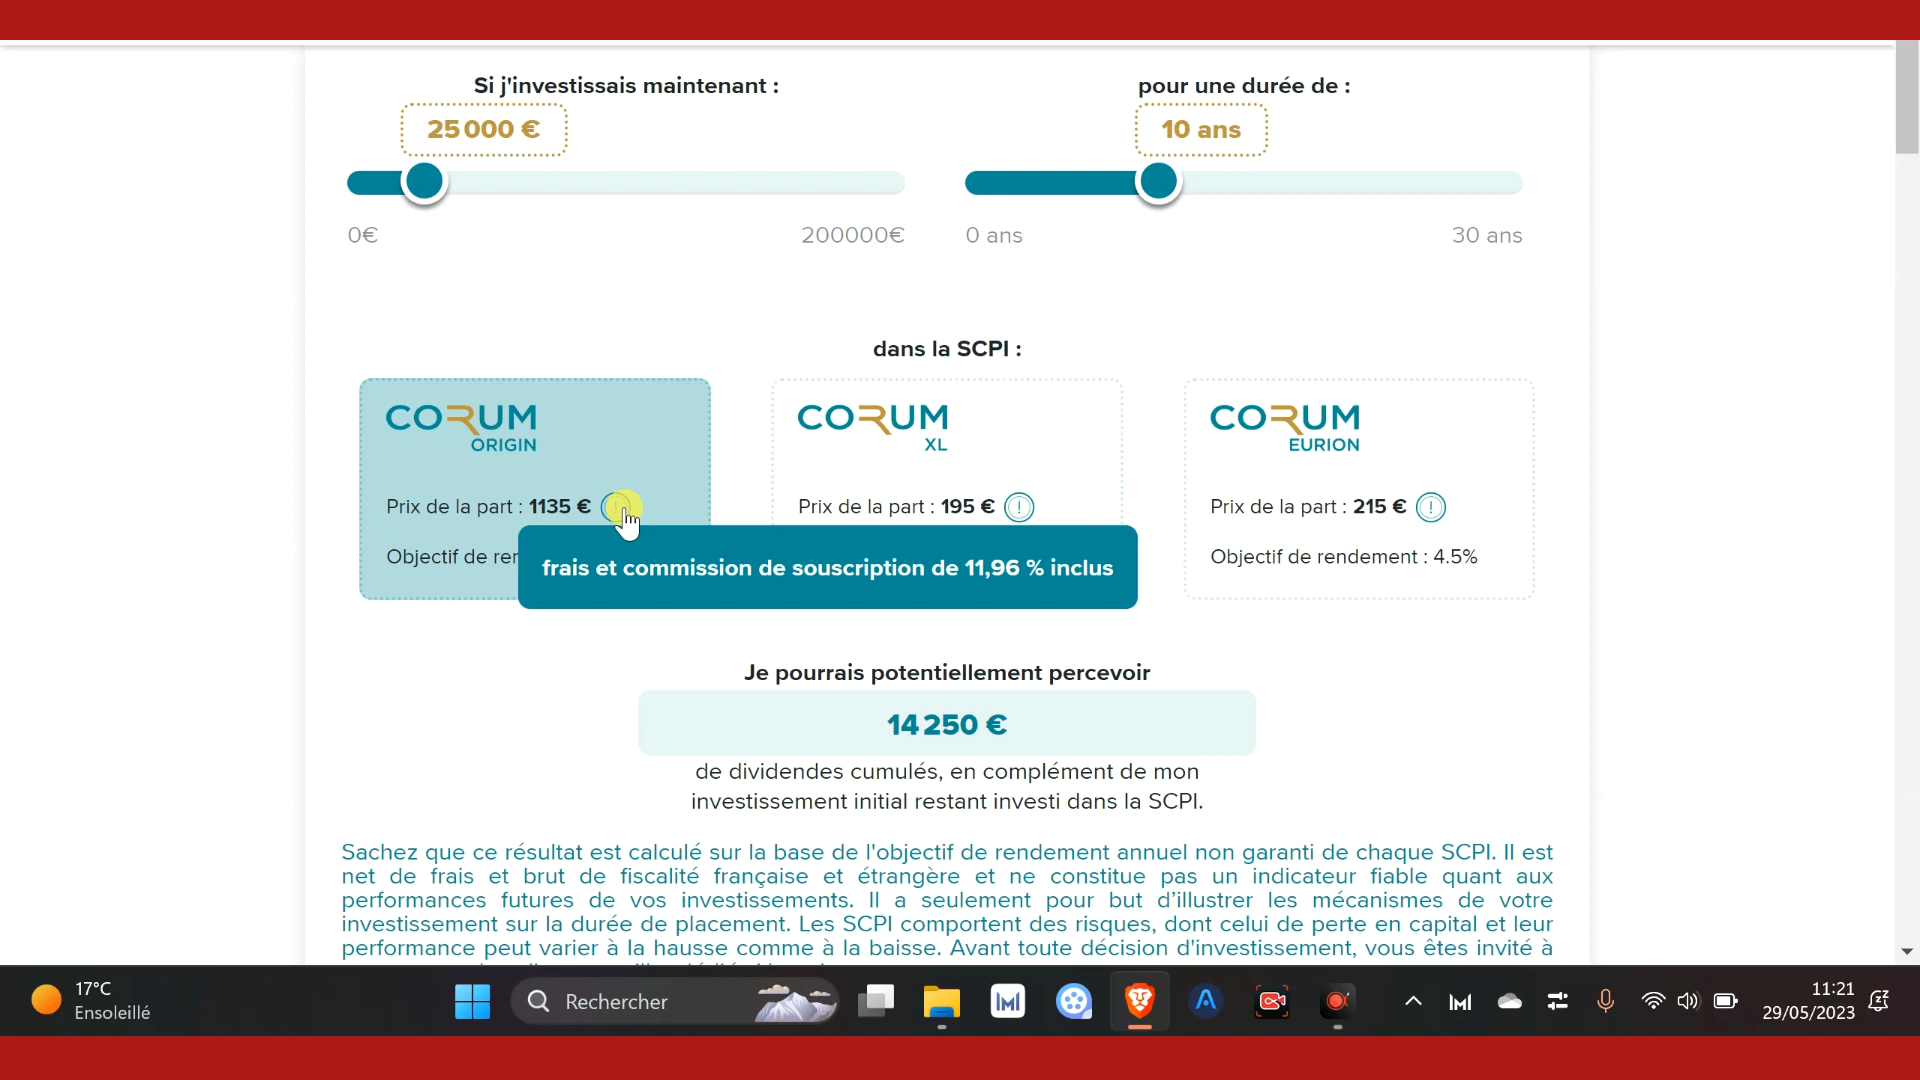 Si j'investissais maintenant :
pour une durée de :
25 000 €
10 ans
0€
200000€
0 ans
30 ans
dans la SCPI :
CORUM
ORIGIN
CORUM
XL
CORUM
EURION
Prix de la part : 1135 €
Prix de la part : 195 €
Prix de la part : 215 €
Objectif de ren
frais et commission de souscription de 11,96 % inclus
Objectif de rendement : 4.5%
Je pourrais potentiellement percevoir
14 250 €
de dividendes cumulés, en complément de mon
investissement initial restant investi dans la SCPI.
Sachez que ce résultat est calculé sur la base de l'objectif de rendement annuel non garanti de chaque SCPI. Il est
net de frais et brut de fiscalité française et étrangère et ne constitue pas un indicateur fiable quant aux
performances futures de vos investissements. Il a seulement pour but d’illustrer les mécanismes de votre
investissement sur la durée de placement. Les SCPI comportent des risques, dont celui de perte en capital et leur
performance peut varier à la hausse comme à la baisse. Avant toute décision d'investissement, vous êtes invité à
17°C
Ensoleillé
Rechercher
11:21
29/05/2023